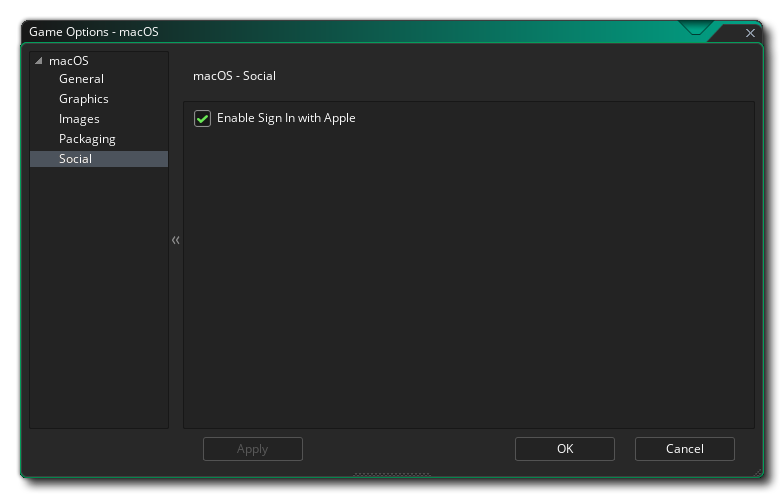 Game Options - macOS
macOS
General
Graphics
Images
Packaging
Social
macOS - Social
Enable Sign In with Apple
Apply
OK
Cancel